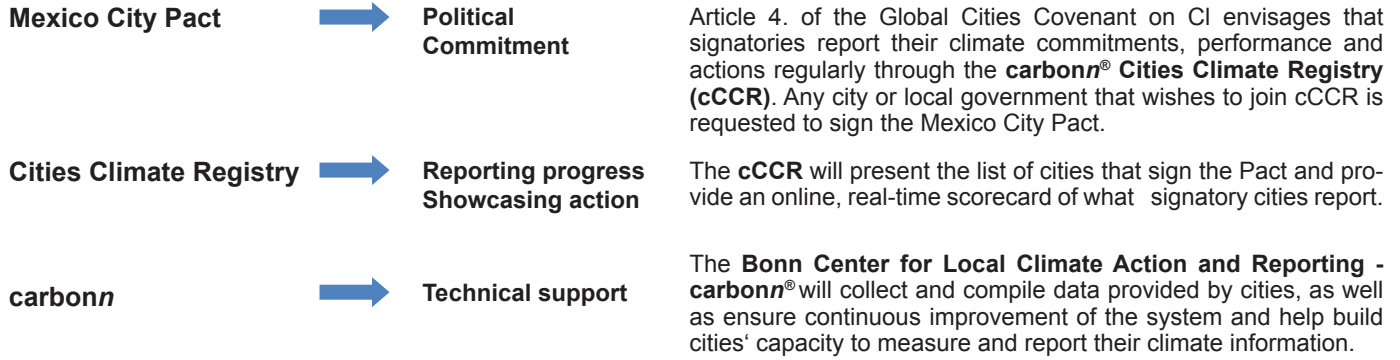 Mexico City Pact
Political
Commitment
Article 4. of the Global Cities Covenant on CI envisages that
signatories report their climate commitments, performance and
actions regularly through the carbonn® Cities Climate Registry
(cCCR). Any city or local government that wishes to join cCCR is
requested to sign the Mexico City Pact.
Cities Climate Registry
Reporting progress
Showcasing action
The cCCR will present the list of cities that sign the Pact and pro-
vide an online, real-time scorecard of what signatory cities report.
carbonn
Technical support
The Bonn Center for Local Climate Action and Reporting -
carbonn® will collect and compile data provided by cities, as well
as ensure continuous improvement of the system and help build
cities‘ capacity to measure and report their climate information.